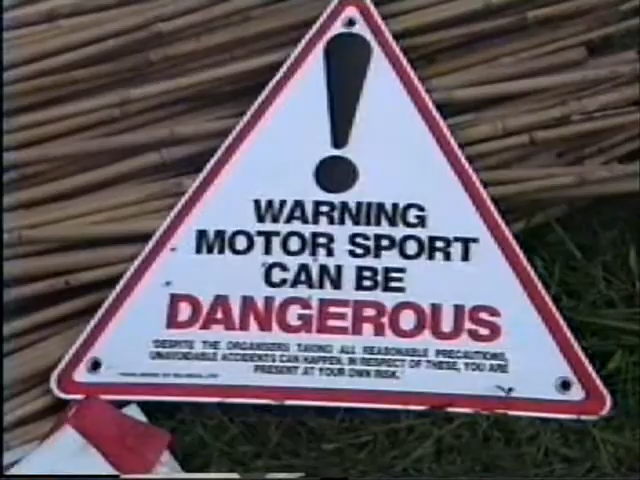 WARNING
MOTOR SPORT
CAN BE
DANGEROUS
DESPITE THE ORGANISERS TAKING ALL REASONABLE PRECAUTIONS,
UNAVOIDABLE ACCIDENTS CAN HAPPEN. IN RESPECT OF THESE, YOU ARE
PRESENT AT YOUR OWN RISK.